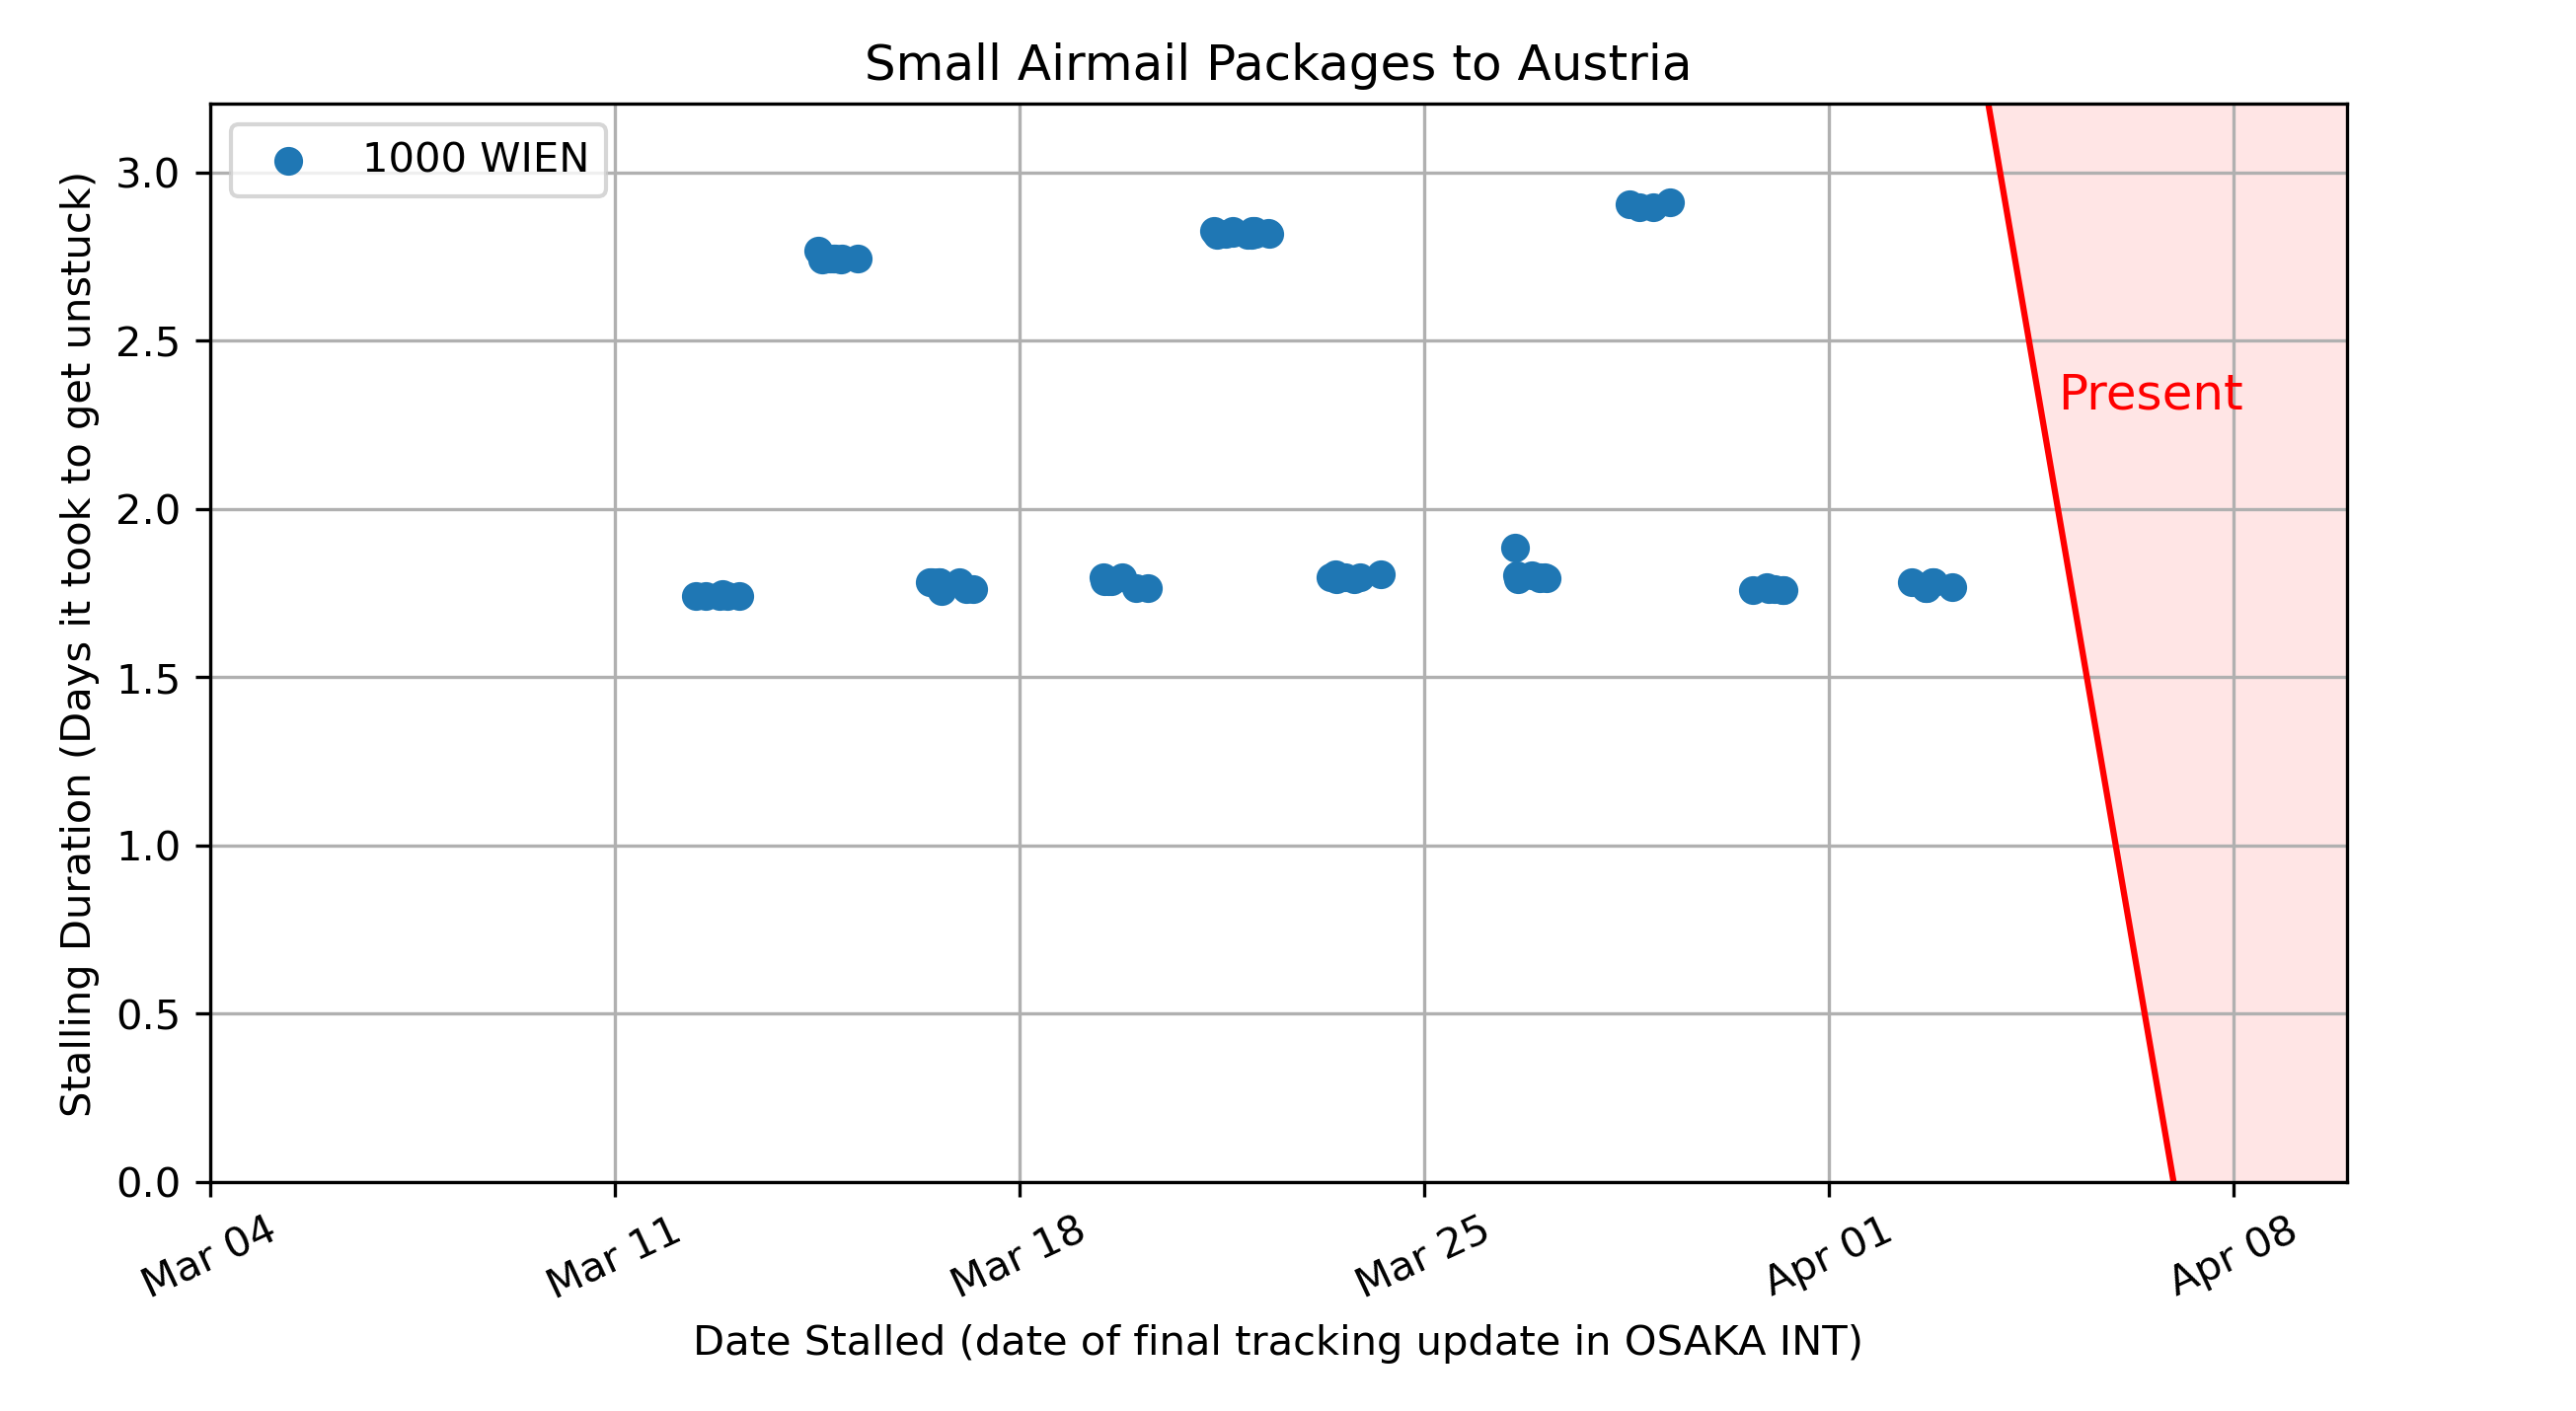 Small Airmail Packages to Austria
1000 WIEN
Stalling Duration (Days it took to get unstuck)
3.0
2.5
2.0
1.5
1.0
0.5
0.0
Present
Mar 04
Mar 11
Mar 18
Mar 25
Apr 01
Apr 08
Date Stalled (date of final tracking update in OSAKA INT)